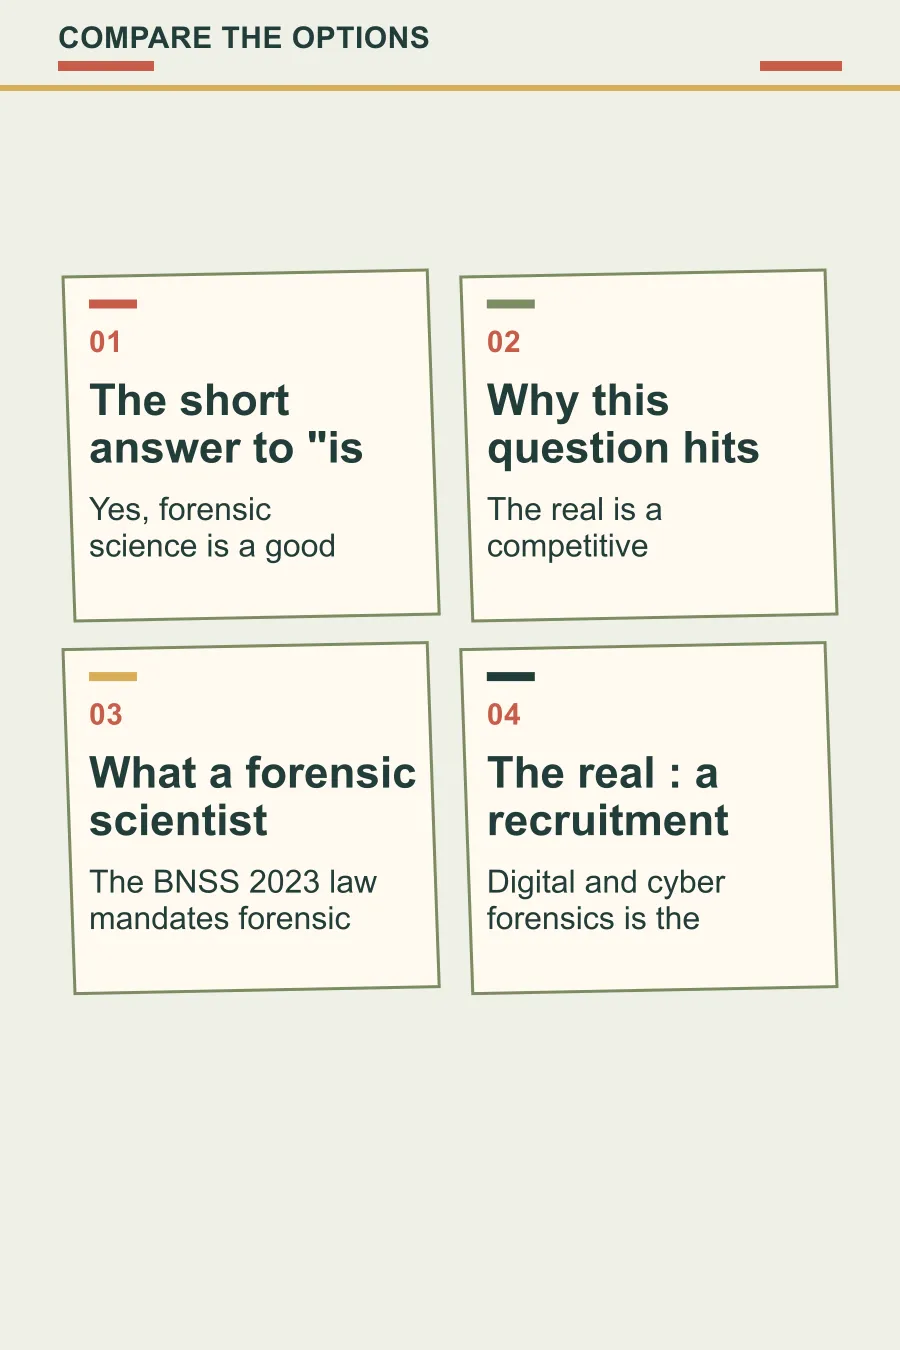 COMPARE THE OPTIONS
01
The short
answer to "is
Yes, forensic
science is a good
02
Why this
question hits
The real is a
competitive
03
What a forensic
scientist
The BNSS 2023 law
mandates forensic
04
The real : a
recruitment
Digital and cyber
forensics is the